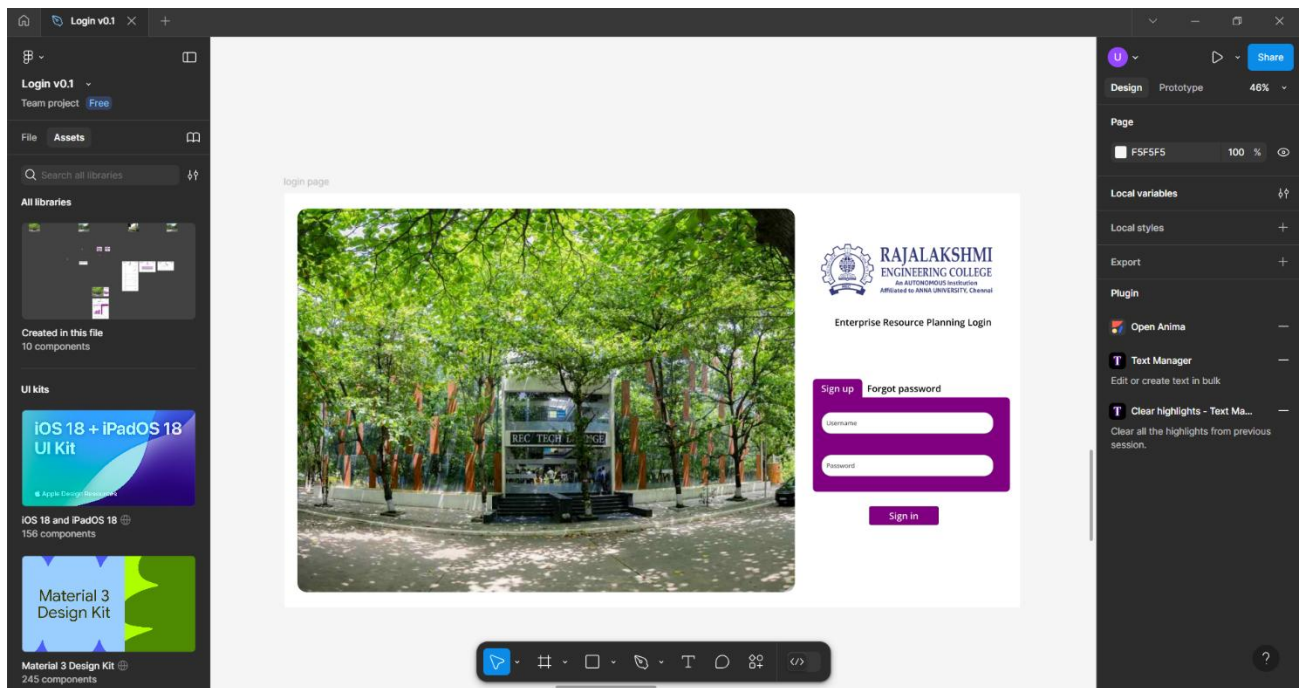 Login v0.1
Login v0.1
Team project Free
File Assets
Search all libraries
All libraries
Created in this file
10 components
UI kits
iOS 18 + iPadOS 18
UI Kit
Apple Design Resources
iOS 18 and iPadOS 18
156 components
Material 3
Design Kit
Material 3 Design Kit
245 components
login page
REC TECH LOUNGE
RAJALAKSHMI
ENGINEERING COLLEGE
An AUTONOMOUS Institution
Affiliated to ANNA UNIVERSITY, Chennai
Enterprise Resource Planning Login
Sign up Forgot password
Username
Password
Sign in
U
Share
Design Prototype 46%
Page
F5F5F5 100 %
Local variables
Local styles
Export
Plugin
Open Anima
T Text Manager
Edit or create text in bulk
T Clear highlights - Text Ma...
Clear all the highlights from previous
session.
?